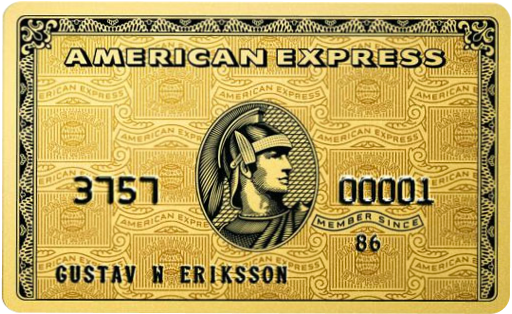 AMERICAN EXPRESS
3757 00001
MEMBER SINCE
86
GUSTAV W ERIKSSON